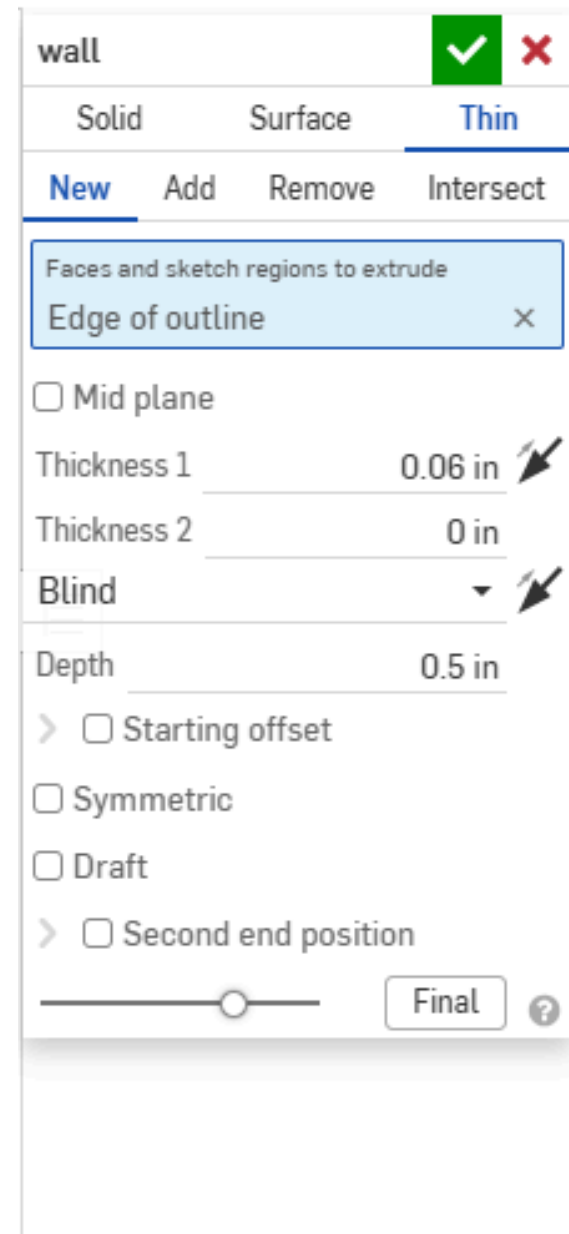 wall
Solid Surface Thin
New Add Remove Intersect
Faces and sketch regions to extrude
Edge of outline
Mid plane
Thickness 1 0.06 in
Thickness 2 0 in
Blind
Depth 0.5 in
Starting offset
Symmetric
Draft
Second end position
Final ?